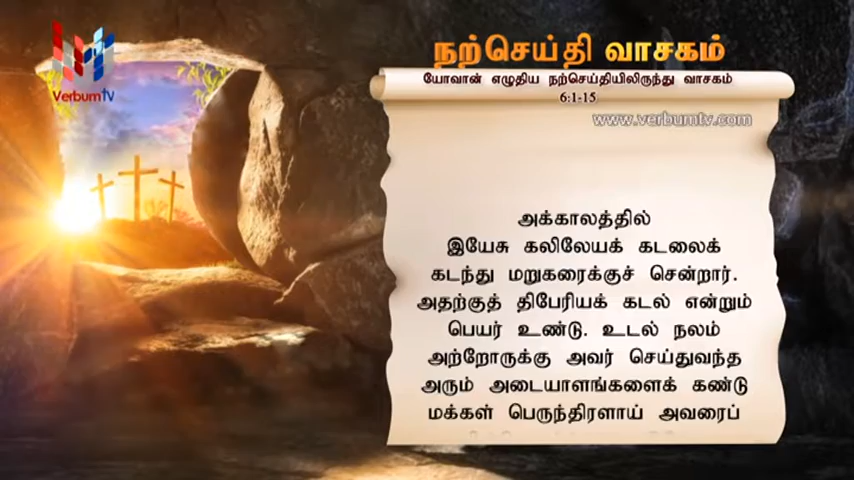 VerbumTV
நற்செய்தி வாசகம்
யோவான் எழுதிய நற்செய்தியிலிருந்து வாசகம்
6:1-15
www.verbumtv.com
அக்காலத்தில்
இயேசு கலிலேயக் கடலைக்
கடந்து மறுகரைக்குச் சென்றார்.
அதற்குத் திபேரியக் கடல் என்றும்
பெயர் உண்டு. உடல் நலம்
அற்றோருக்கு அவர் செய்துவந்த
அரும் அடையாளங்களைக் கண்டு
மக்கள் பெருந்திரளாய் அவரைப்